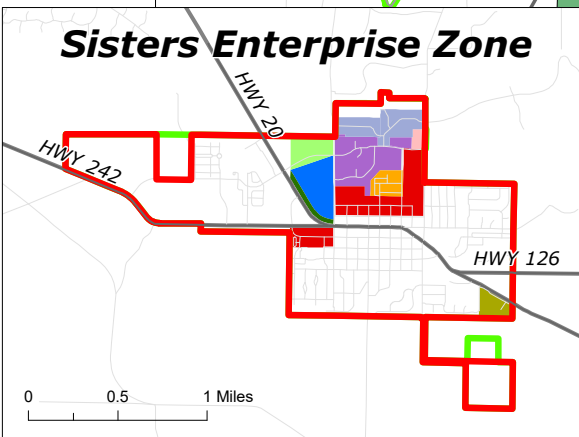 Sisters Enterprise Zone
HWY 20
HWY 242
HWY 126
0 0.5 1 Miles